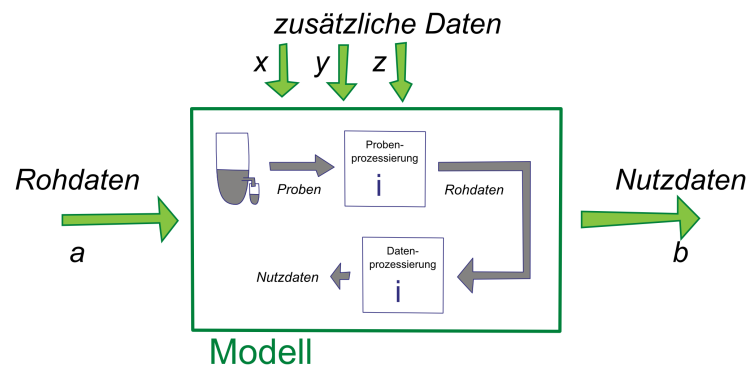 zusätzliche Daten
x y z
Rohdaten
a
Proben
Proben-
prozessierung
i
Rohdaten
Nutzdaten
Daten-
prozessierung
i
Nutzdaten
b
Modell